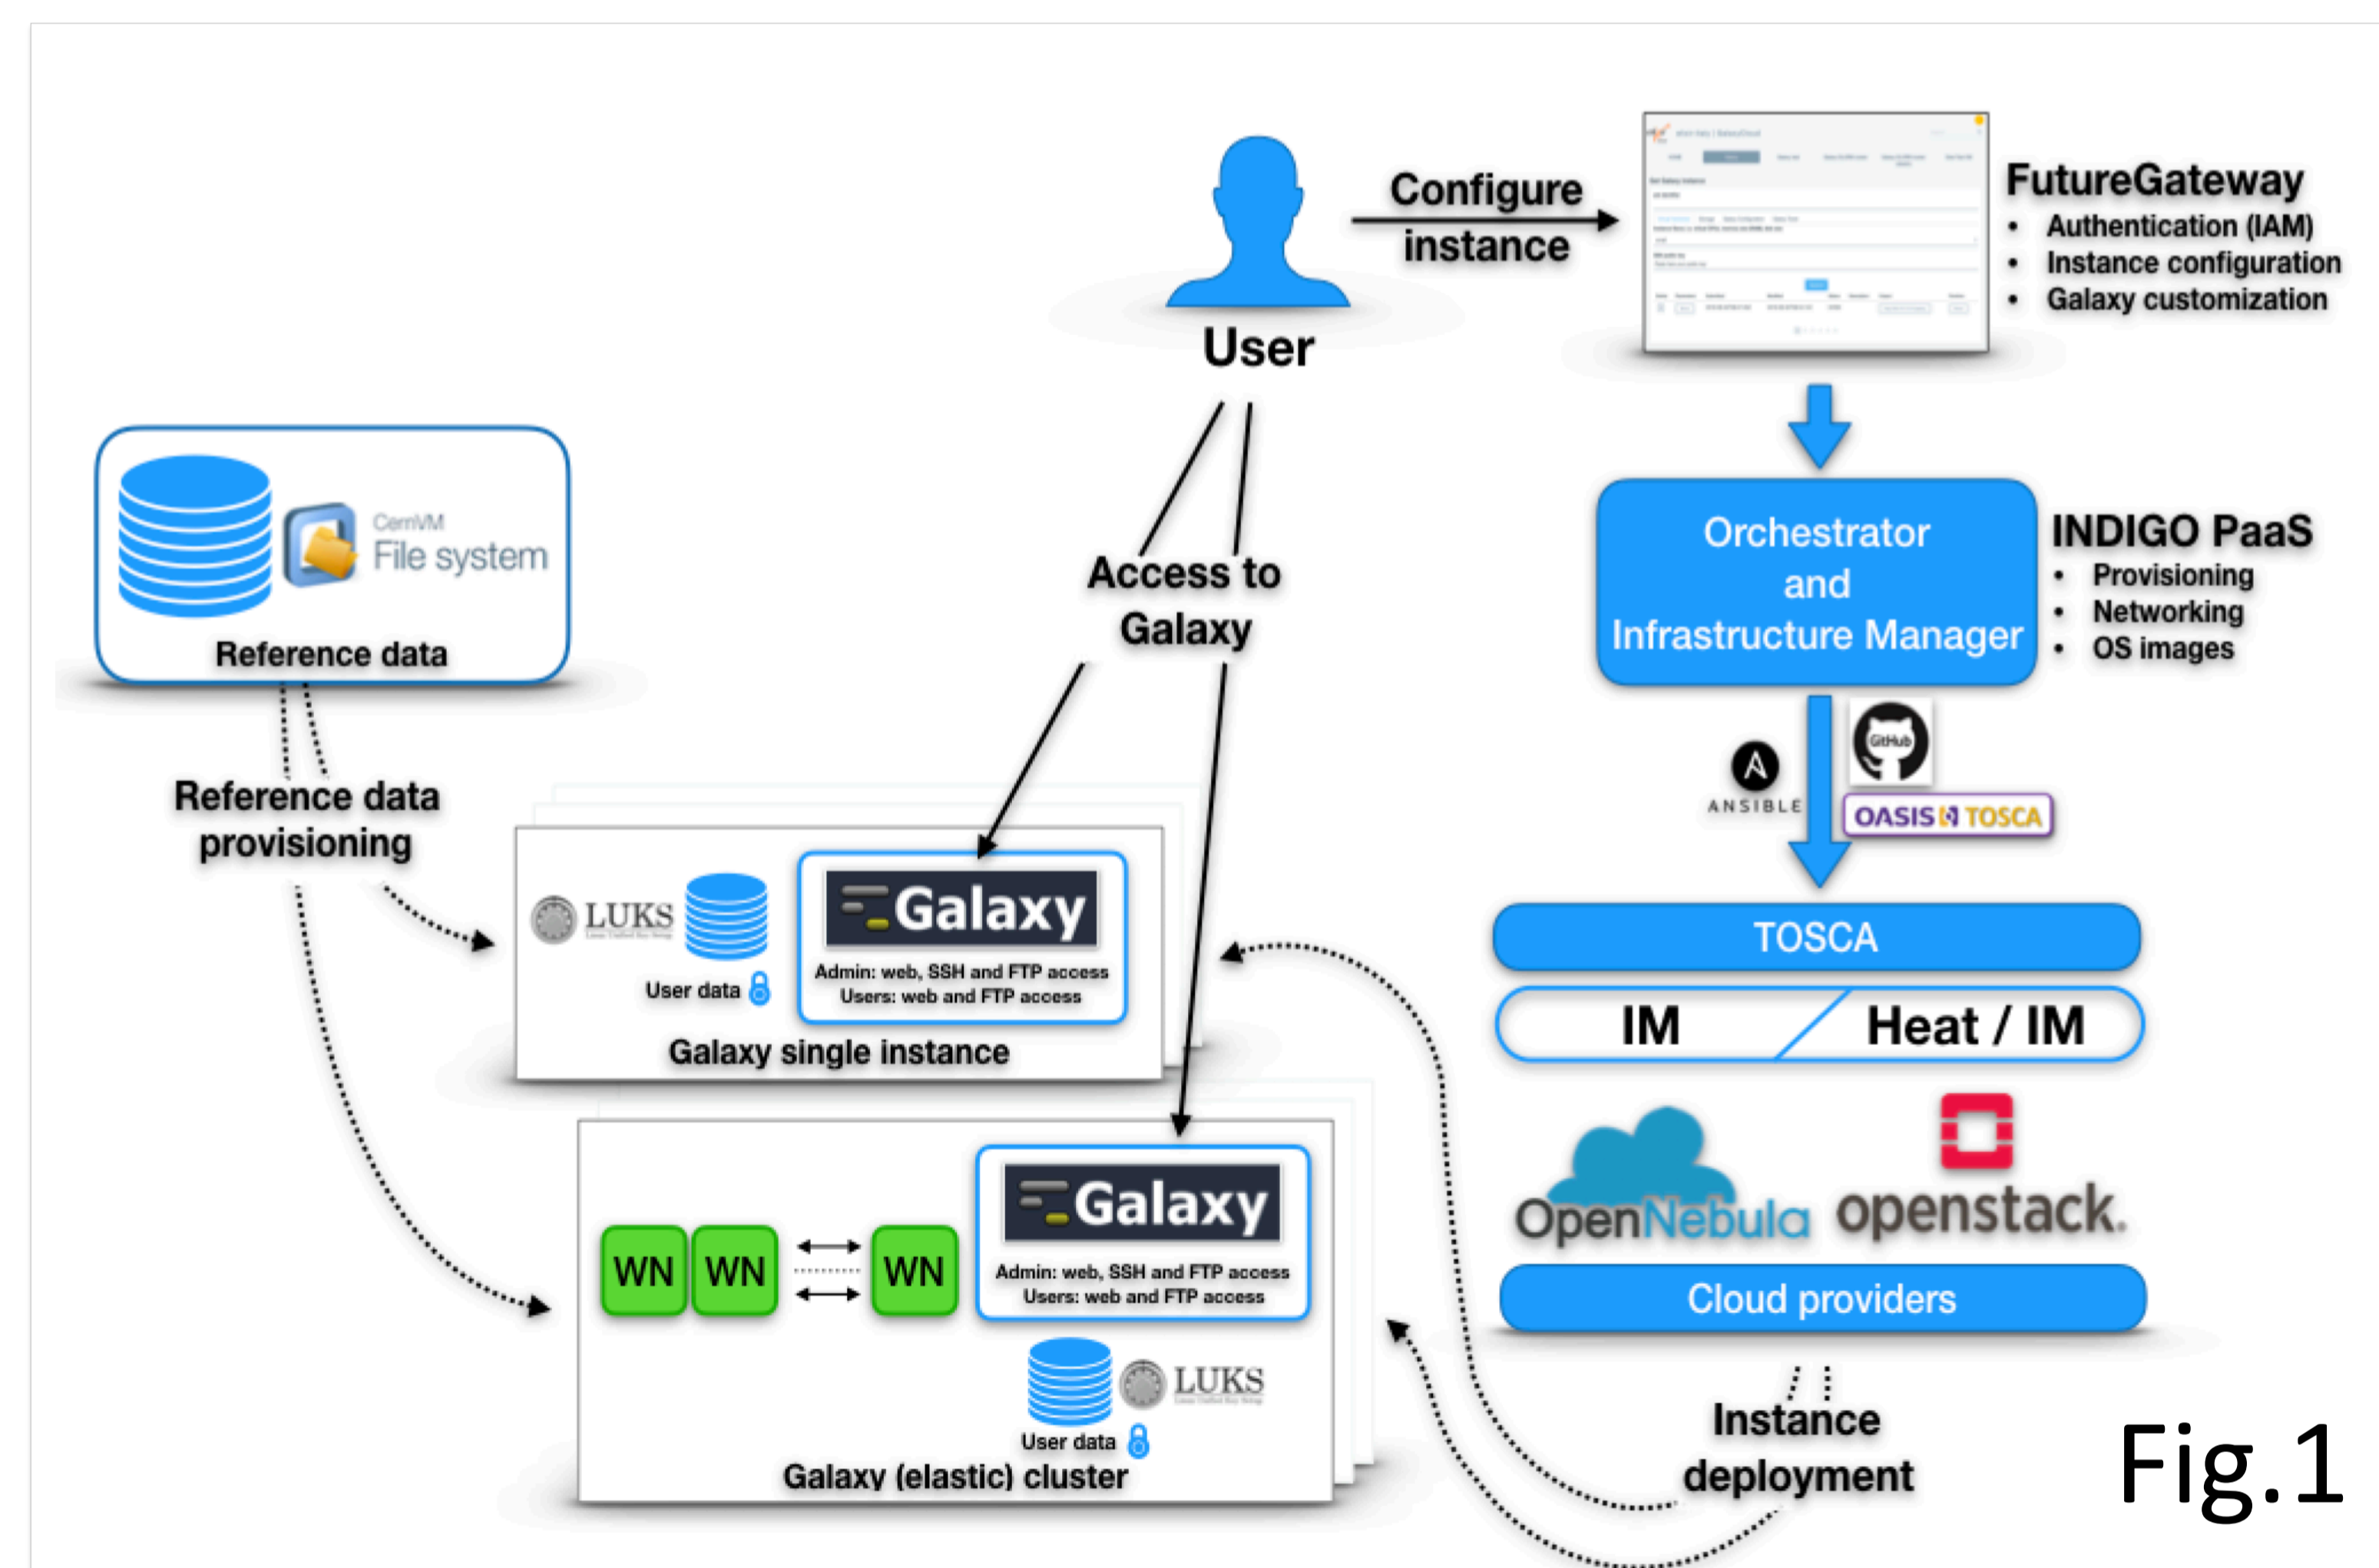 User
Configure
instance
FutureGateway
• Authentication (IAM)
• Instance configuration
• Galaxy customization
Orchestrator
and
Infrastructure Manager
INDIGO PaaS
• Provisioning
• Networking
• OS images
CernVM
File system
Reference data
Access to
Galaxy
Reference data
provisioning
GitHub
ANSIBLE
OASIS TOSCA
TOSCA
IM
Heat / IM
OpenNebula
openstack.
Cloud providers
LUKS
User data
Galaxy
Admin: web, SSH and FTP access
Users: web and FTP access
Galaxy single instance
WN
WN
WN
Galaxy
Admin: web, SSH and FTP access
Users: web and FTP access
LUKS
User data
Galaxy (elastic) cluster
Instance
deployment
Fig.1